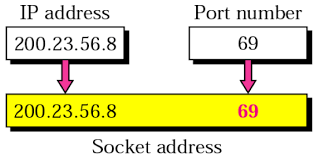 IP address Port number
200.23.56.8 69
200.23.56.8 69
Socket address